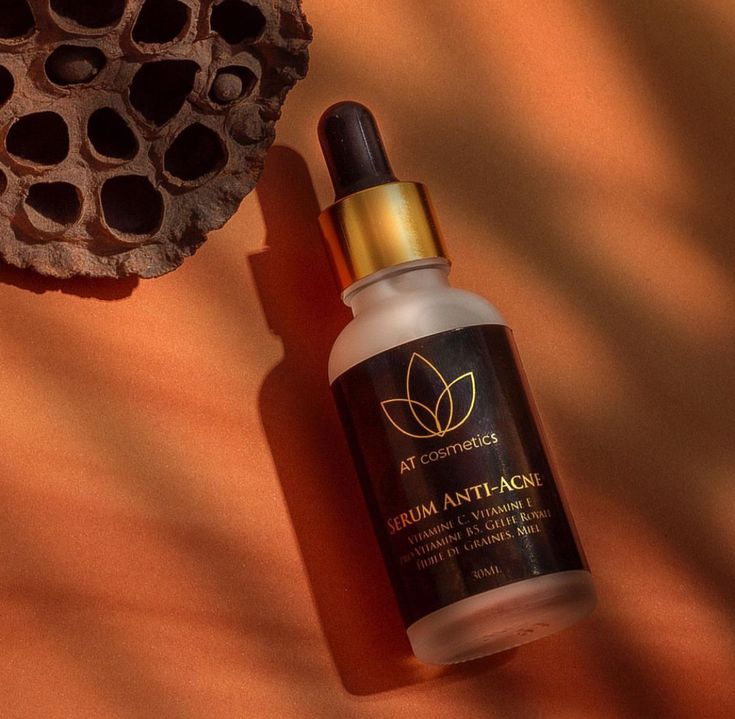 AT cosmetics
Serum Anti-Acne
Vitamine C, Vitamine E
Pro-Vitamine B5, Gelee Royale
Huile de Graines, Miel
30ML